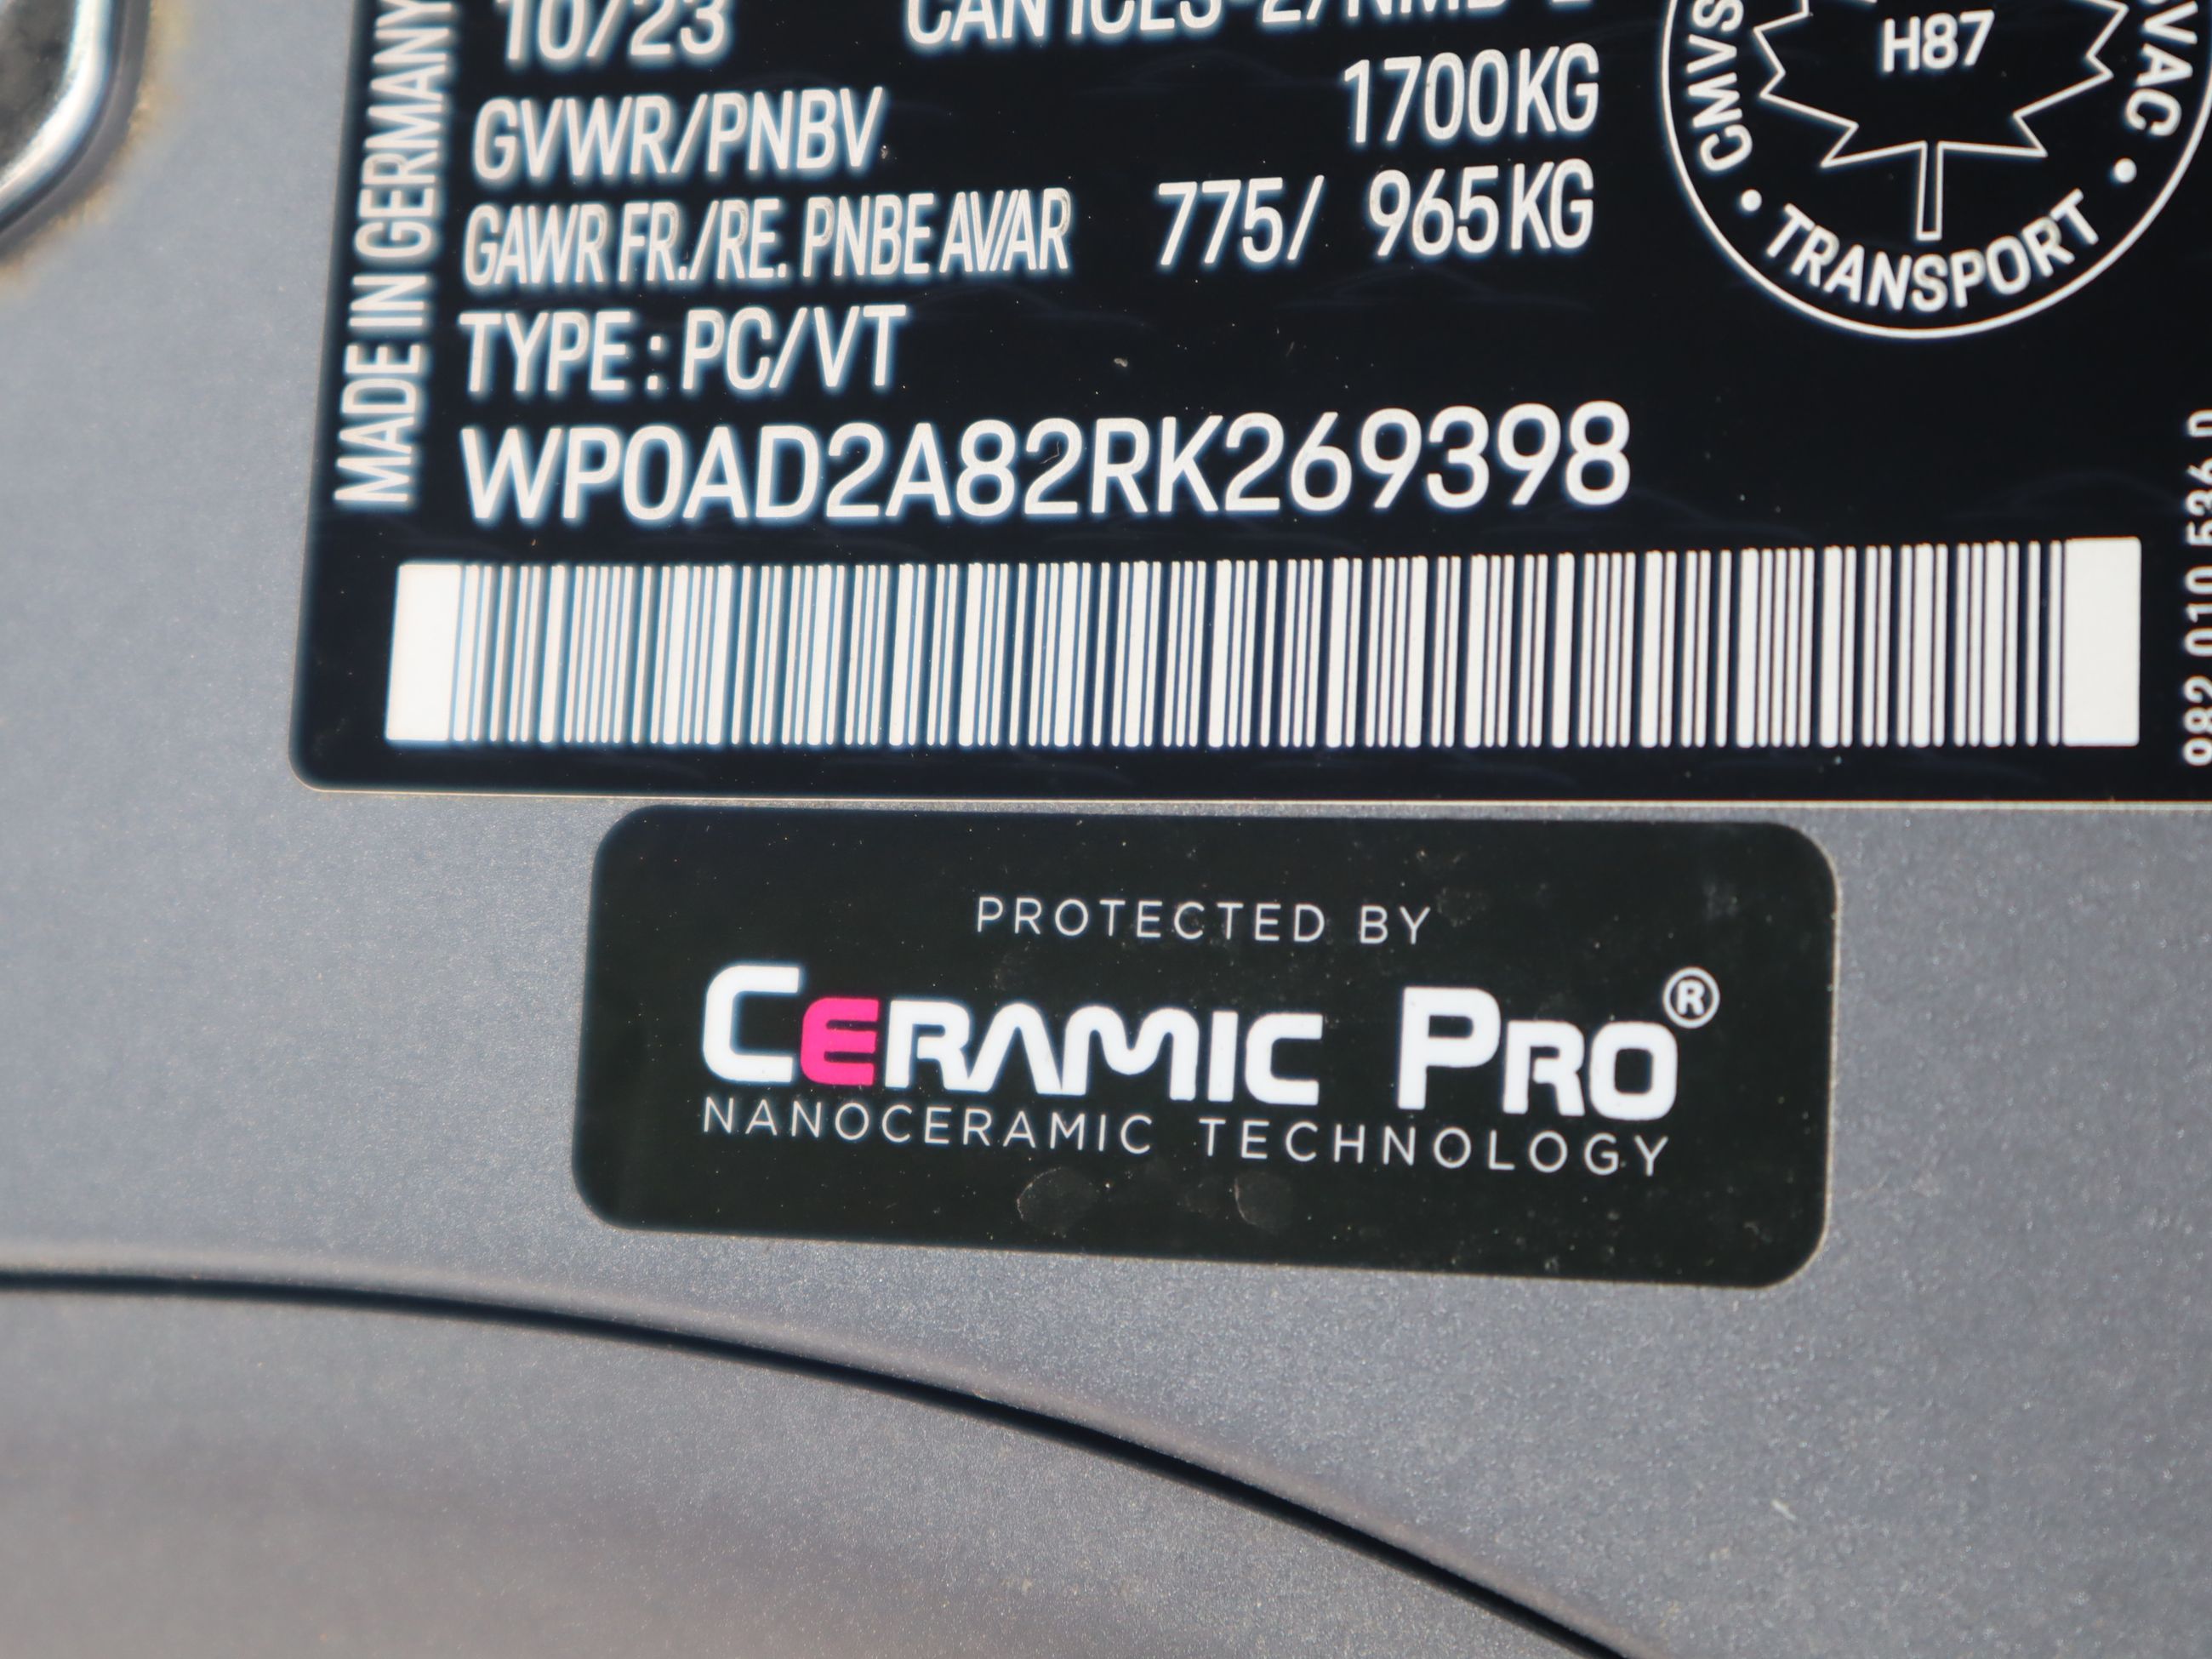 MADE IN GERMANY
10/23
GVWR/PNBV 1700KG
GAWR FR./RE. PNBE AV/AR 775/ 965KG
TYPE : PC/VT
WP0AD2A82RK269398
H87
TRANSPORT
PROTECTED BY
CERAMIC PRO®
NANOCERAMIC TECHNOLOGY